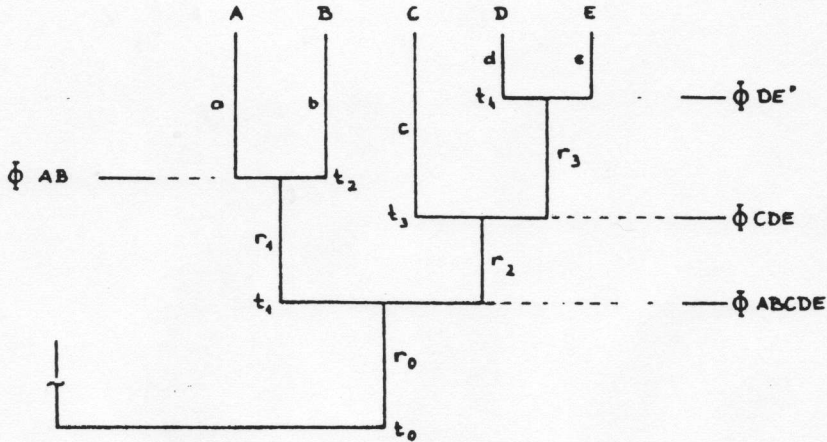 A B C D E
d e
t₄ Φ DE'
a b c
r₃
Φ AB t₂
t₃ Φ CDE
r₁ r₂
t₁ Φ ABCDE
r₀
t₀